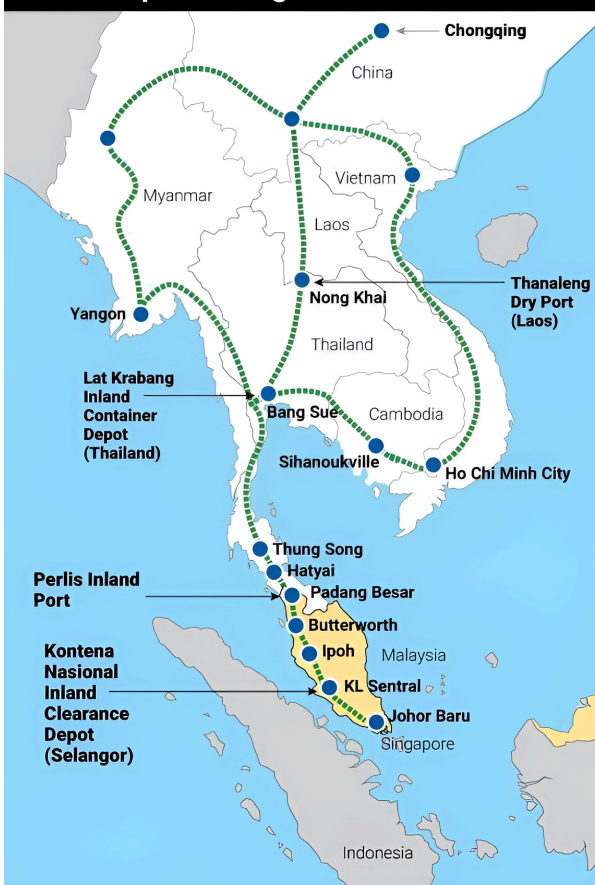 Chongqing
China
Vietnam
Myanmar
Laos
Thanaleng
Dry Port
(Laos)
Nong Khai
Yangon
Thailand
Lat Krabang
Inland
Container
Depot
(Thailand)
Bang Sue
Cambodia
Sihanoukville
Ho Chi Minh City
Thung Song
Hatyai
Perlis Inland
Port
Padang Besar
Butterworth
Ipoh
Malaysia
Kontena
Nasional
Inland
Clearance
Depot
(Selangor)
KL Sentral
Johor Baru
Singapore
Indonesia